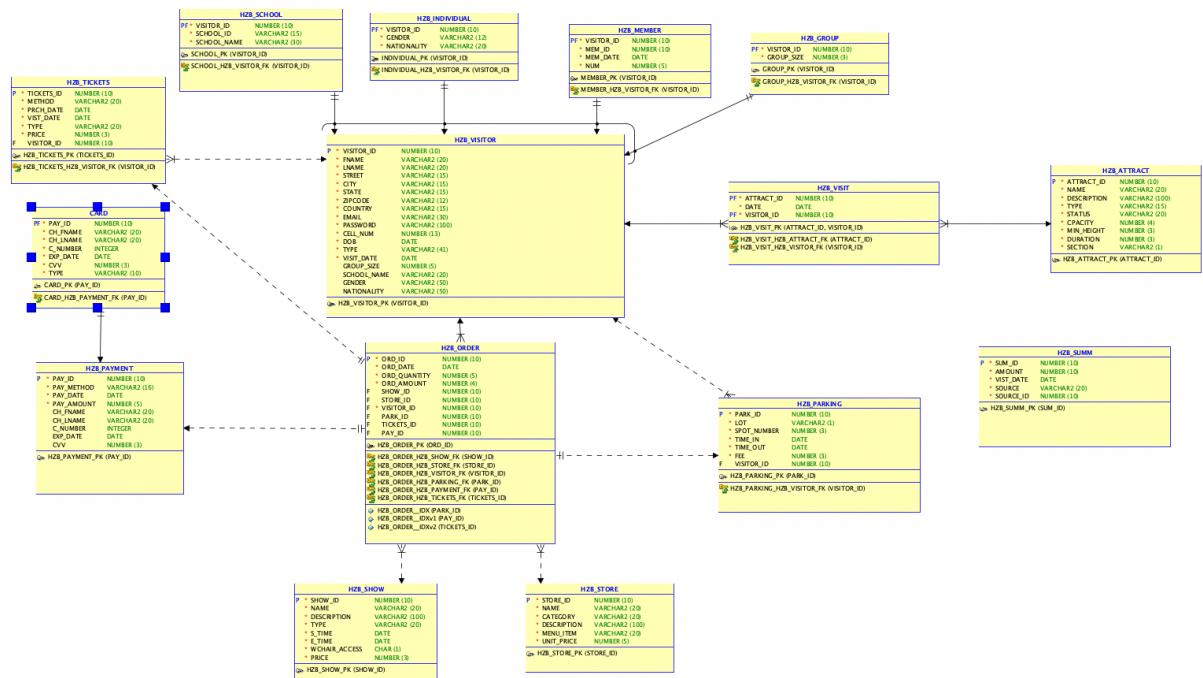 HZB_SCHOOL
PF * VISITOR_ID NUMBER (10)
* SCHOOL_ID VARCHAR2 (15)
* SCHOOL_NAME VARCHAR2 (30)
SCHOOL_PK (VISITOR_ID)
SCHOOL_HZB_VISITOR_FK (VISITOR_ID)
HZB_INDIVIDUAL
PF * VISITOR_ID NUMBER (10)
* GENDER VARCHAR2 (12)
* NATIONALITY VARCHAR2 (20)
INDIVIDUAL_PK (VISITOR_ID)
INDIVIDUAL_HZB_VISITOR_FK (VISITOR_ID)
HZB_MEMBER
PF * VISITOR_ID NUMBER (10)
* MEM_ID NUMBER (10)
* MEM_DATE DATE
* NUM NUMBER (5)
MEMBER_PK (VISITOR_ID)
MEMBER_HZB_VISITOR_FK (VISITOR_ID)
HZB_GROUP
PF * VISITOR_ID NUMBER (10)
* GROUP_SIZE NUMBER (3)
GROUP_PK (VISITOR_ID)
GROUP_HZB_VISITOR_FK (VISITOR_ID)
HZB_TICKETS
P * TICKETS_ID NUMBER (10)
* METHOD VARCHAR2 (20)
* PRCH_DATE DATE
* VIST_DATE DATE
* TYPE VARCHAR2 (20)
* PRICE NUMBER (3)
F VISITOR_ID NUMBER (10)
HZB_TICKETS_PK (TICKETS_ID)
HZB_TICKETS_HZB_VISITOR_FK (VISITOR_ID)
HZB_VISITOR
P * VISITOR_ID NUMBER (10)
* FNAME VARCHAR2 (20)
* LNAME VARCHAR2 (20)
* STREET VARCHAR2 (15)
* CITY VARCHAR2 (15)
* STATE VARCHAR2 (15)
* ZIPCODE VARCHAR2 (12)
* COUNTRY VARCHAR2 (15)
* EMAIL VARCHAR2 (30)
* PASSWORD VARCHAR2 (100)
* CELL_NUM NUMBER (13)
* DOB DATE
* TYPE VARCHAR2 (41)
* VISIT_DATE DATE
GROUP_SIZE NUMBER (5)
SCHOOL_NAME VARCHAR2 (20)
GENDER VARCHAR2 (50)
NATIONALITY VARCHAR2 (50)
HZB_VISITOR_PK (VISITOR_ID)
HZB_VISIT
PF * ATTRACT_ID NUMBER (10)
* DATE DATE
PF * VISITOR_ID NUMBER (10)
HZB_VISIT_PK (ATTRACT_ID, VISITOR_ID)
HZB_VISIT_HZB_ATTRACT_FK (ATTRACT_ID)
HZB_VISIT_HZB_VISITOR_FK (VISITOR_ID)
HZB_ATTRACT
P * ATTRACT_ID NUMBER (10)
* NAME VARCHAR2 (20)
* DESCRIPTION VARCHAR2 (100)
* TYPE VARCHAR2 (15)
* STATUS VARCHAR2 (20)
* CPACITY NUMBER (4)
* MIN_HEIGHT NUMBER (3)
* DURATION NUMBER (3)
* SECTION VARCHAR2 (1)
HZB_ATTRACT_PK (ATTRACT_ID)
CARD
PF * PAY_ID NUMBER (10)
* CH_FNAME VARCHAR2 (20)
* CH_LNAME VARCHAR2 (20)
* C_NUMBER INTEGER
* EXP_DATE DATE
* CVV NUMBER (3)
* TYPE VARCHAR2 (10)
CARD_PK (PAY_ID)
CARD_HZB_PAYMENT_FK (PAY_ID)
HZB_PAYMENT
P * PAY_ID NUMBER (10)
* PAY_METHOD VARCHAR2 (16)
* PAY_DATE DATE
* PAY_AMOUNT NUMBER (5)
CH_FNAME VARCHAR2 (20)
CH_LNAME VARCHAR2 (20)
C_NUMBER INTEGER
EXP_DATE DATE
CVV NUMBER (3)
HZB_PAYMENT_PK (PAY_ID)
HZB_ORDER
P * ORD_ID NUMBER (10)
* ORD_DATE DATE
* ORD_QUANTITY NUMBER (5)
* ORD_AMOUNT NUMBER (4)
F SHOW_ID NUMBER (10)
F STORE_ID NUMBER (10)
F * VISITOR_ID NUMBER (10)
F PARK_ID NUMBER (10)
F TICKETS_ID NUMBER (10)
F PAY_ID NUMBER (10)
HZB_ORDER_PK (ORD_ID)
HZB_ORDER_HZB_SHOW_FK (SHOW_ID)
HZB_ORDER_HZB_STORE_FK (STORE_ID)
HZB_ORDER_HZB_VISITOR_FK (VISITOR_ID)
HZB_ORDER_HZB_PARKING_FK (PARK_ID)
HZB_ORDER_HZB_PAYMENT_FK (PAY_ID)
HZB_ORDER_HZB_TICKETS_FK (TICKETS_ID)
HZB_ORDER__IDX (PARK_ID)
HZB_ORDER__IDXv1 (PAY_ID)
HZB_ORDER__IDXv2 (TICKETS_ID)
HZB_PARKING
P * PARK_ID NUMBER (10)
* LOT VARCHAR2 (1)
* SPOT_NUMBER NUMBER (3)
* TIME_IN DATE
* TIME_OUT DATE
* FEE NUMBER (3)
F VISITOR_ID NUMBER (10)
HZB_PARKING_PK (PARK_ID)
HZB_PARKING_HZB_VISITOR_FK (VISITOR_ID)
HZB_SUMM
P * SUM_ID NUMBER (10)
* AMOUNT NUMBER (10)
* VIST_DATE DATE
* SOURCE VARCHAR2 (20)
* SOURCE_ID NUMBER (10)
HZB_SUMM_PK (SUM_ID)
HZB_SHOW
P * SHOW_ID NUMBER (10)
* NAME VARCHAR2 (20)
* DESCRIPTION VARCHAR2 (100)
* TYPE VARCHAR2 (20)
* S_TIME DATE
* E_TIME DATE
* WCHAIR_ACCESS CHAR (1)
* PRICE NUMBER (3)
HZB_SHOW_PK (SHOW_ID)
HZB_STORE
P * STORE_ID NUMBER (10)
* NAME VARCHAR2 (20)
* CATEGORY VARCHAR2 (20)
* DESCRIPTION VARCHAR2 (100)
* MENU_ITEM VARCHAR2 (20)
* UNIT_PRICE NUMBER (5)
HZB_STORE_PK (STORE_ID)